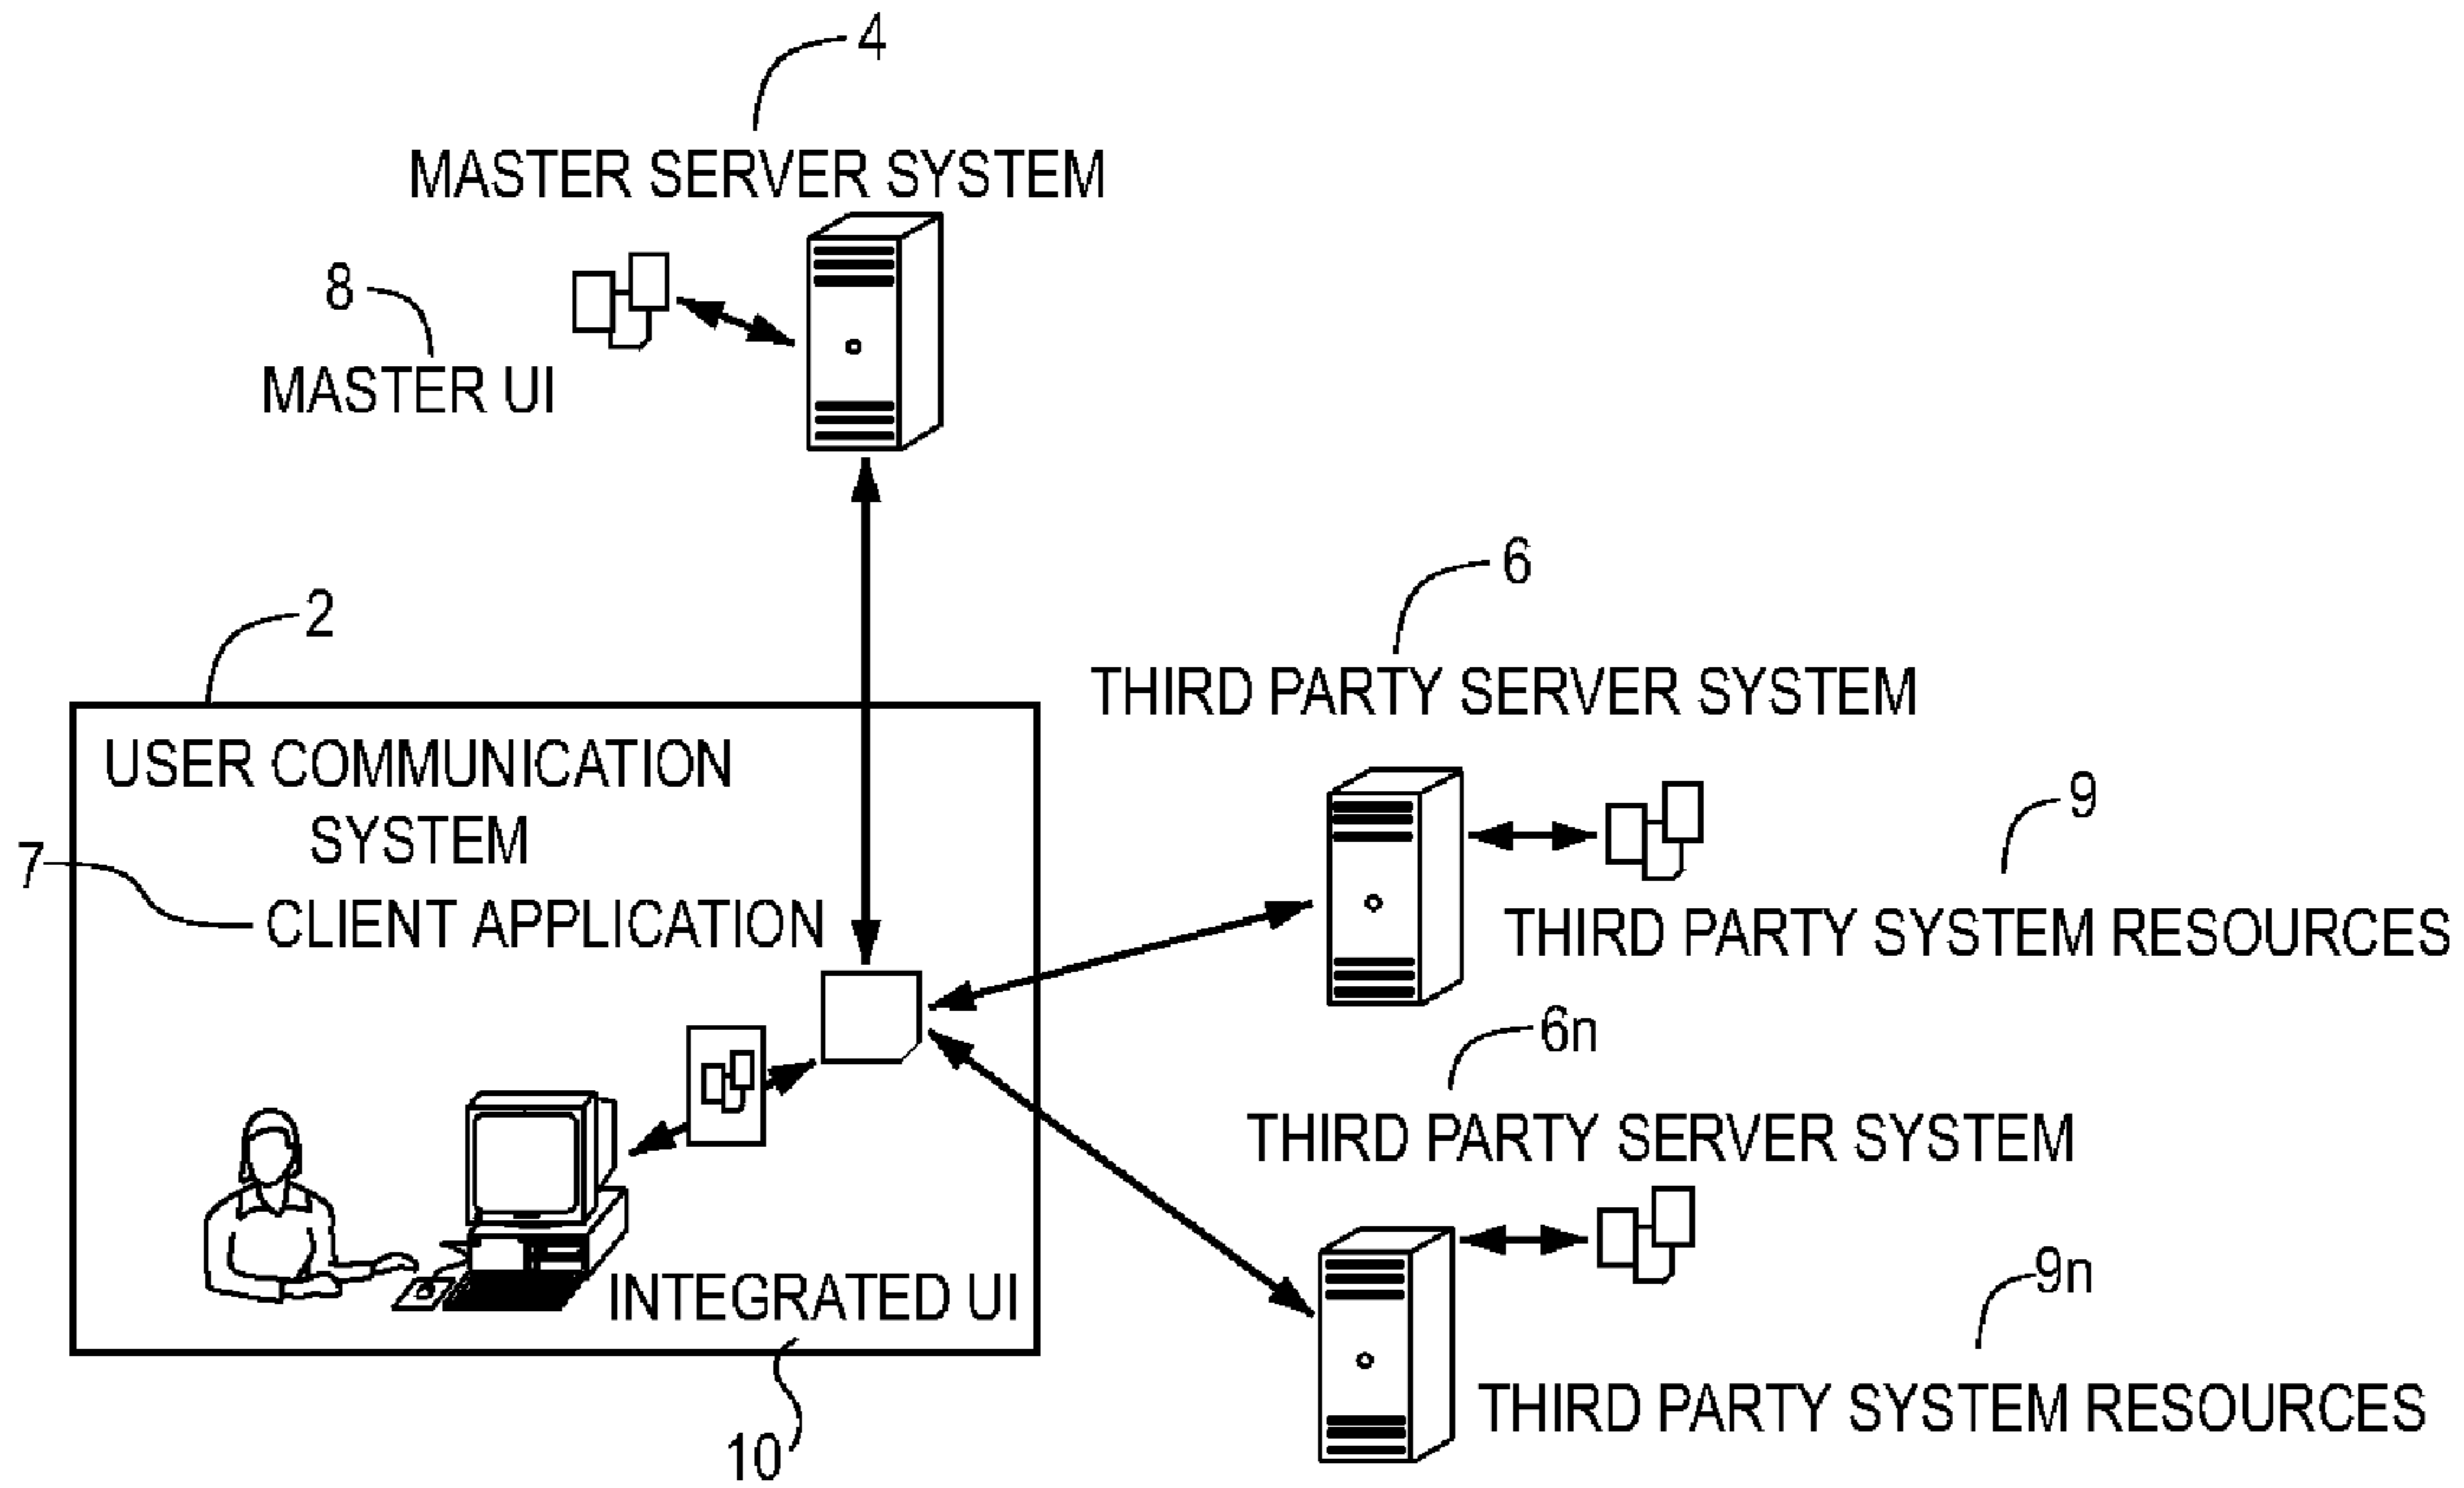 4
MASTER SERVER SYSTEM
8
MASTER UI
6
2
THIRD PARTY SERVER SYSTEM
USER COMMUNICATION
SYSTEM
9
7
CLIENT APPLICATION
THIRD PARTY SYSTEM RESOURCES
6n
THIRD PARTY SERVER SYSTEM
9n
INTEGRATED UI
THIRD PARTY SYSTEM RESOURCES
10